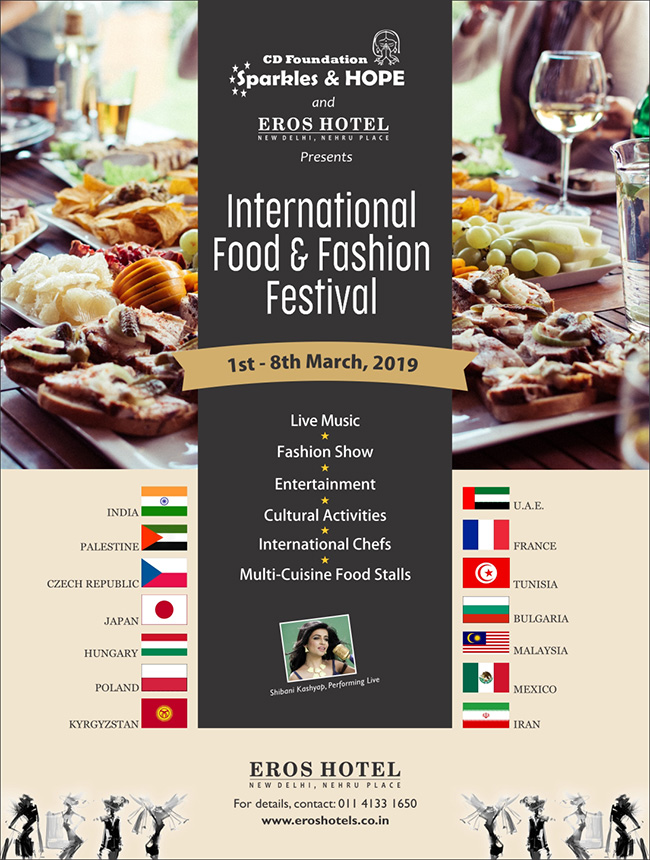 CD Foundation
Sparkles & HOPE
and
EROS HOTEL
NEW DELHI, NEHRU PLACE
Presents
International
Food & Fashion
Festival
1st - 8th March, 2019
Live Music
Fashion Show
Entertainment
Cultural Activities
International Chefs
Multi-Cuisine Food Stalls
Shibani Kashyap, Performing Live
INDIA
PALESTINE
CZECH REPUBLIC
JAPAN
HUNGARY
POLAND
KYRGYZSTAN
U.A.E.
FRANCE
TUNISIA
BULGARIA
MALAYSIA
MEXICO
IRAN
EROS HOTEL
NEW DELHI, NEHRU PLACE
For details, contact: 011 4133 1650
www.eroshotels.co.in